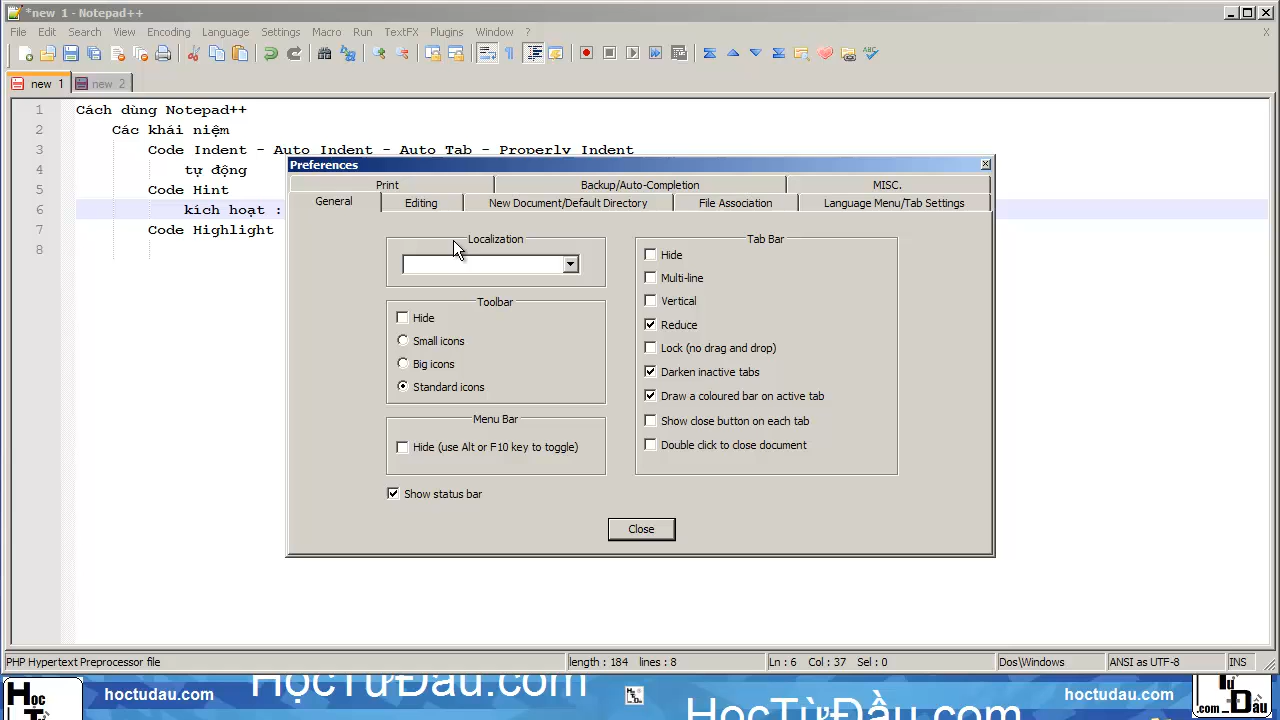 *new 1 - Notepad++
File Edit Search View Encoding Language Settings Macro Run TextFX Plugins Window ? X
new 1 new 2
1 Cách dùng Notepad++
2 Các khái niệm
3 Code Indent - Auto Indent - Auto Tab - Properly Indent
4 tự động
5 Code Hint
6 kích hoạt :
7 Code Highlight
8
Preferences
Print Backup/Auto-Completion MISC.
General Editing New Document/Default Directory File Association Language Menu/Tab Settings
Localization
Toolbar
Hide
Small icons
Big icons
Standard icons
Menu Bar
Hide (use Alt or F10 key to toggle)
Show status bar
Tab Bar
Hide
Multi-line
Vertical
Reduce
Lock (no drag and drop)
Darken inactive tabs
Draw a coloured bar on active tab
Show close button on each tab
Double click to close document
Close
PHP Hypertext Preprocessor file length : 184 lines : 8 Ln : 6 Col : 37 Sel : 0 Dos\Windows ANSI as UTF-8 INS
Học
hoctudau.com
HọcTừĐâu.com
HọcTừĐầu.com
hoctudau.com
Đâu
.com